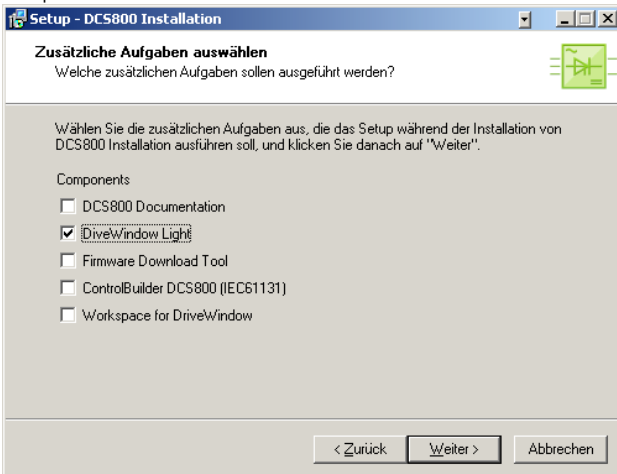 Setup - DCS800 Installation
Zusätzliche Aufgaben auswählen
Welche zusätzlichen Aufgaben sollen ausgeführt werden?
Wählen Sie die zusätzlichen Aufgaben aus, die das Setup während der Installation von
DCS800 Installation ausführen soll, und klicken Sie danach auf "Weiter".
Components
DCS800 Documentation
DiveWindow Light
Firmware Download Tool
ControlBuilder DCS800 (IEC61131)
Workspace for DriveWindow
< Zurück Weiter > Abbrechen